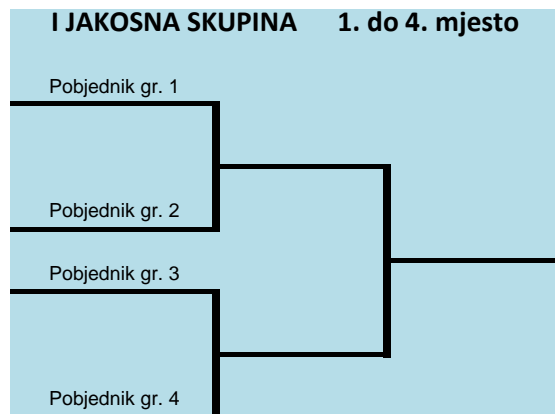 I JAKOSNA SKUPINA 1. do 4. mjesto
Pobjednik gr. 1
Pobjednik gr. 2
Pobjednik gr. 3
Pobjednik gr. 4